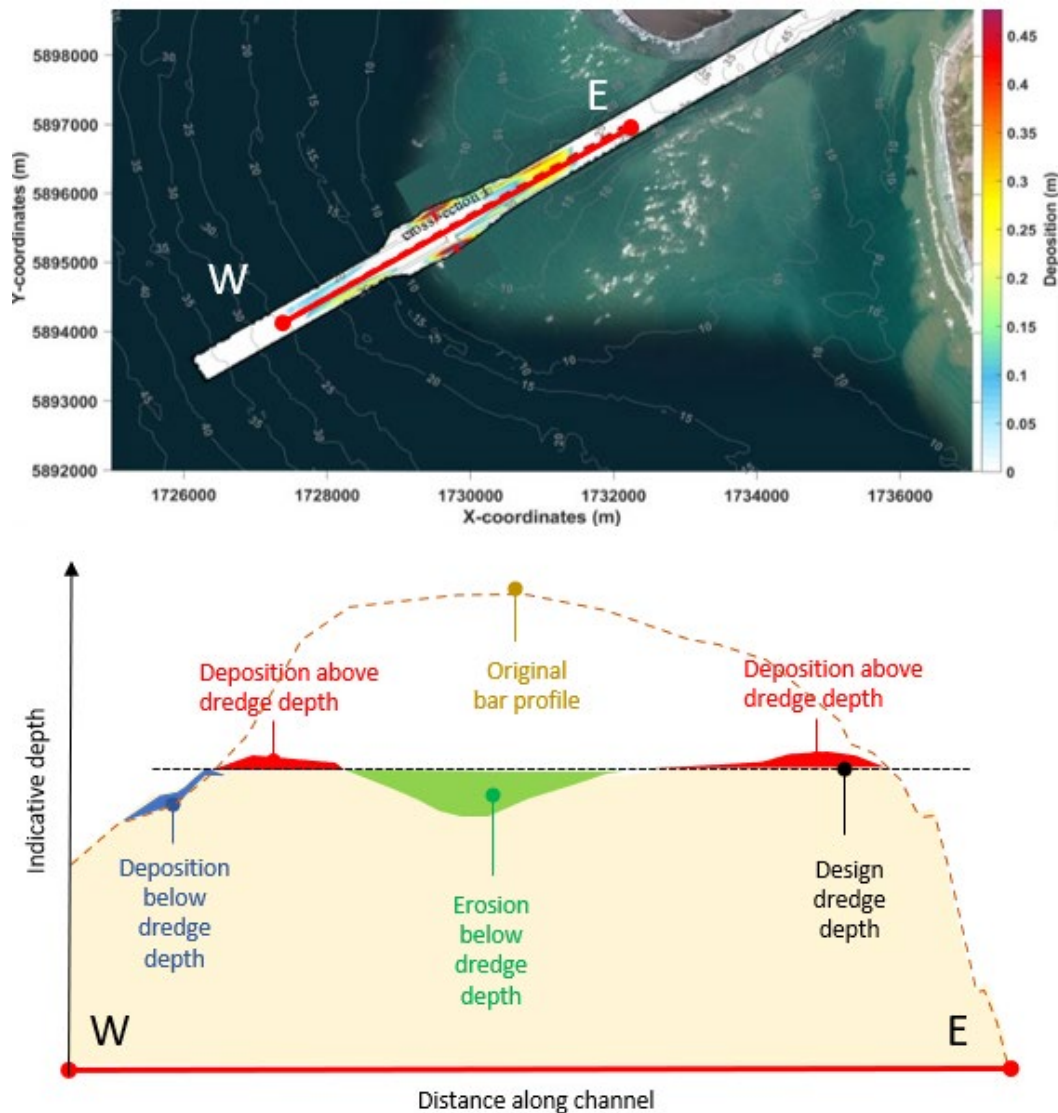 5898000
5897000
5896000
5895000
5894000
5893000
5892000
Y-coordinates (m)
1726000
1728000
1730000
1732000
1734000
1736000
X-coordinates (m)
W
E
0.45
0.4
0.35
0.3
0.25
0.2
0.15
0.1
0.05
0
Deposition (m)
Indicative depth
Deposition above
dredge depth
Original
bar profile
Deposition above
dredge depth
Deposition
below
dredge
depth
Erosion
below
dredge
depth
Design
dredge
depth
W
E
Distance along channel